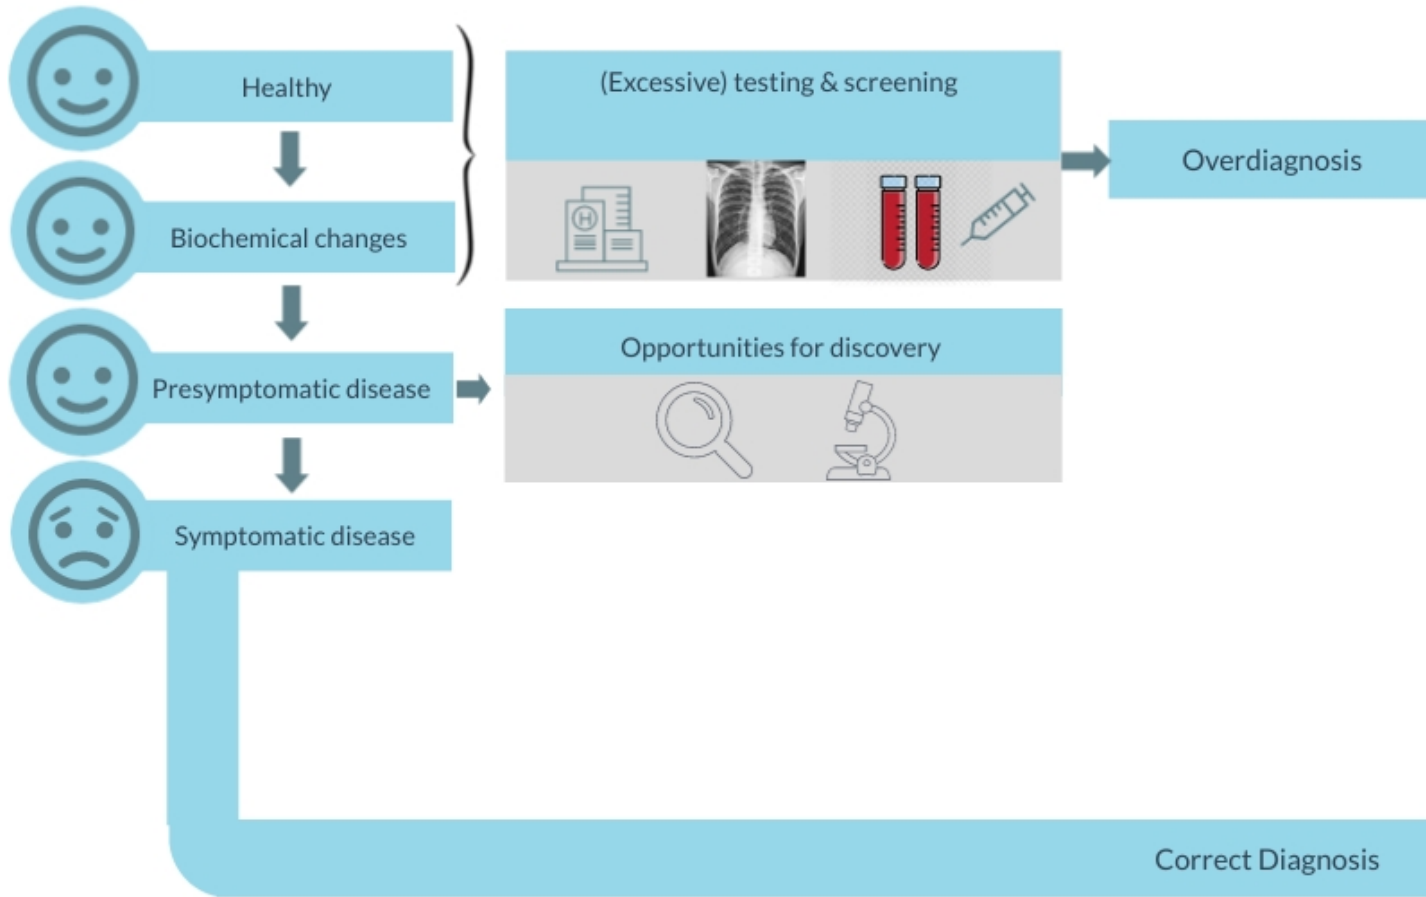 Healthy
(Excessive) testing & screening
Overdiagnosis
H
Biochemical changes
Opportunities for discovery
Presymptomatic disease
Symptomatic disease
Correct Diagnosis